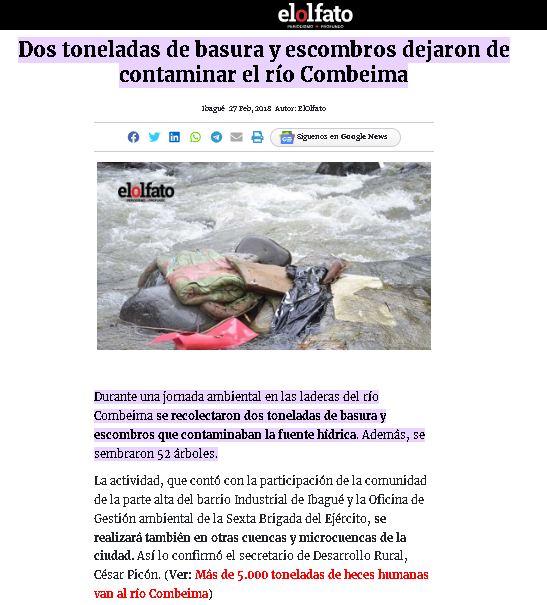 elolfato
PERIODISMO + PROFUNDO
Dos toneladas de basura y escombros dejaron de
contaminar el río Combeima
Ibagué 27 Feb, 2018 Autor: ElOlfato
Síguenos en Google News
elolfato
PERIODISMO + PROFUNDO
Durante una jornada ambiental en las laderas del río
Combeima se recolectaron dos toneladas de basura y
escombros que contaminaban la fuente hídrica. Además, se
sembraron 52 árboles.
La actividad, que contó con la participación de la comunidad
de la parte alta del barrio Industrial de Ibagué y la Oficina de
Gestión ambiental de la Sexta Brigada del Ejército, se
realizará también en otras cuencas y microcuencas de la
ciudad. Así lo confirmó el secretario de Desarrollo Rural,
César Picón. (Ver: Más de 5.000 toneladas de heces humanas
van al río Combeima)